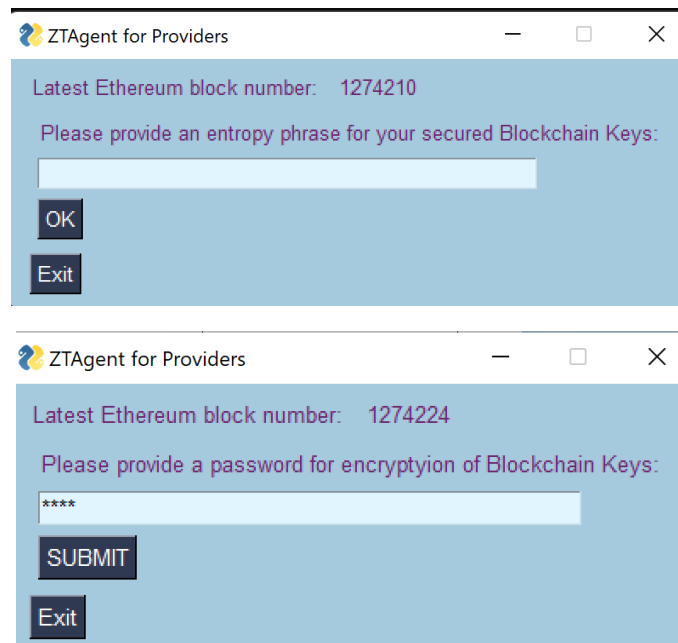 ZTAgent for Providers
Latest Ethereum block number: 1274210
Please provide an entropy phrase for your secured Blockchain Keys:
OK
Exit
ZTAgent for Providers
Latest Ethereum block number: 1274224
Please provide a password for encryptyion of Blockchain Keys:
****
SUBMIT
Exit